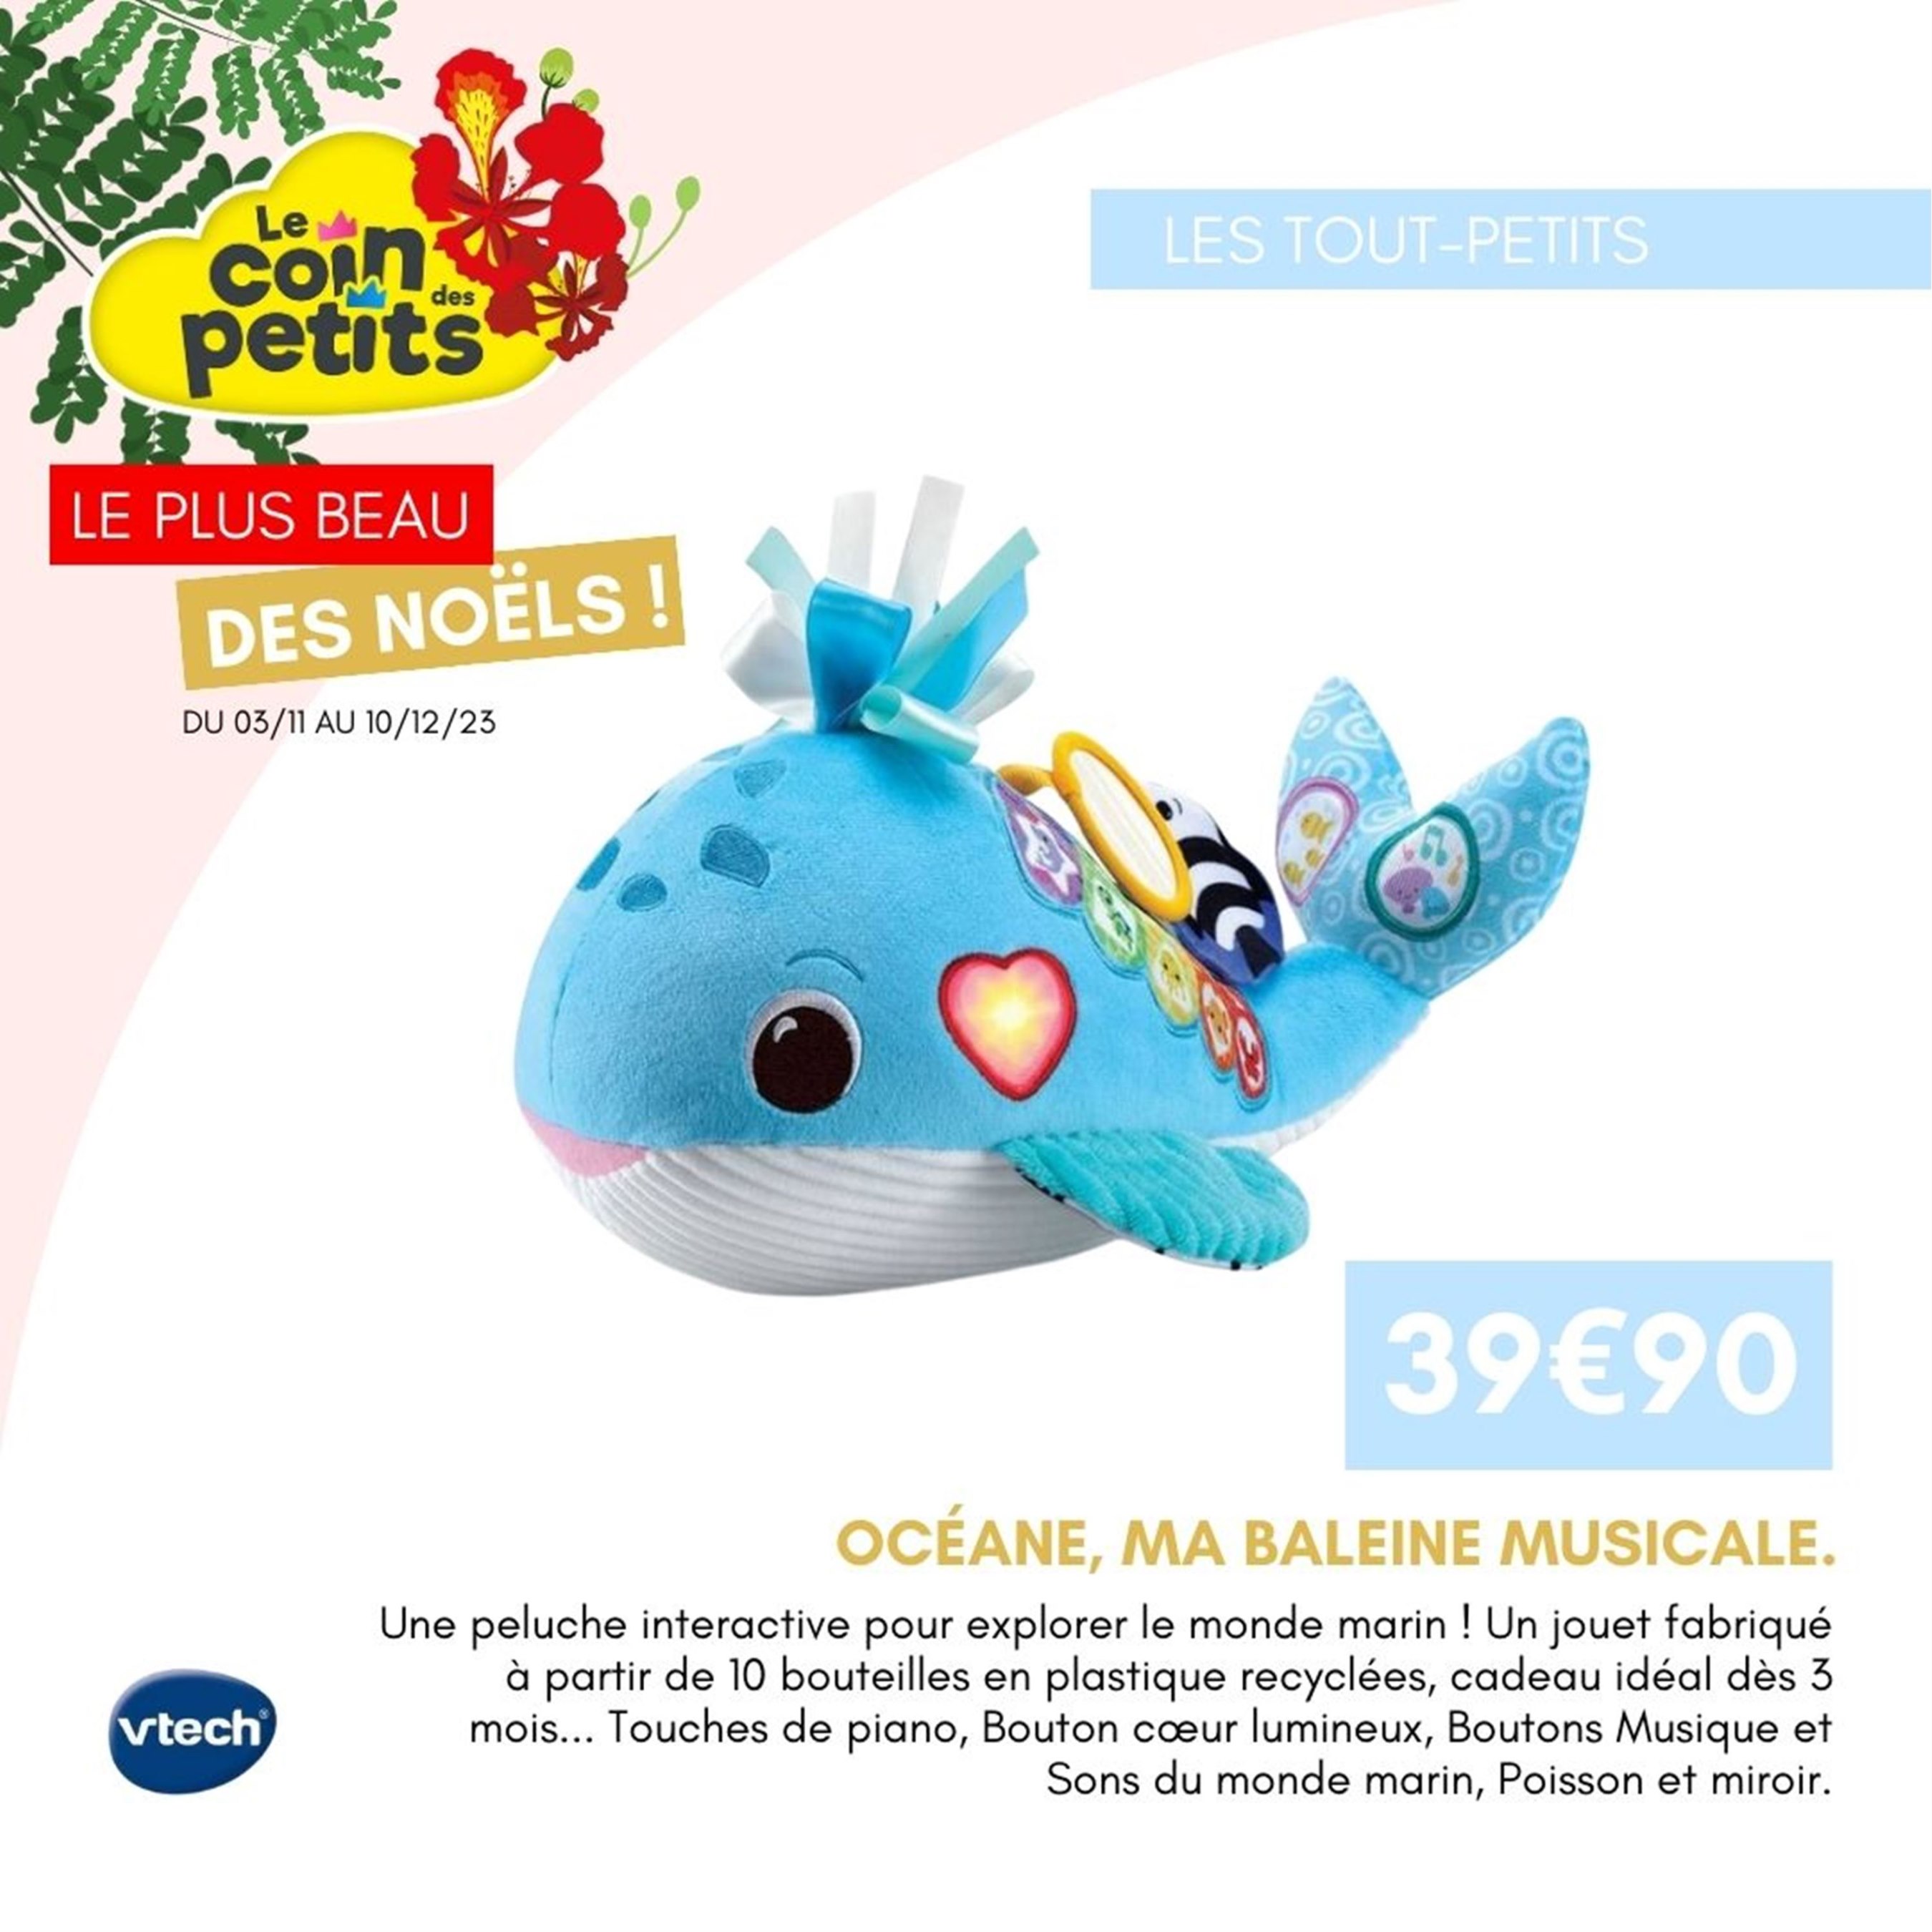 Le
coin
des
petits
LES TOUT-PETITS
LE PLUS BEAU
DES NOËLS !
DU 03/11 AU 10/12/23
39€90
OCÉANE, MA BALEINE MUSICALE.
Une peluche interactive pour explorer le monde marin ! Un jouet fabriqué
à partir de 10 bouteilles en plastique recyclées, cadeau idéal dès 3
mois... Touches de piano, Bouton cœur lumineux, Boutons Musique et
Sons du monde marin, Poisson et miroir.
vtech®